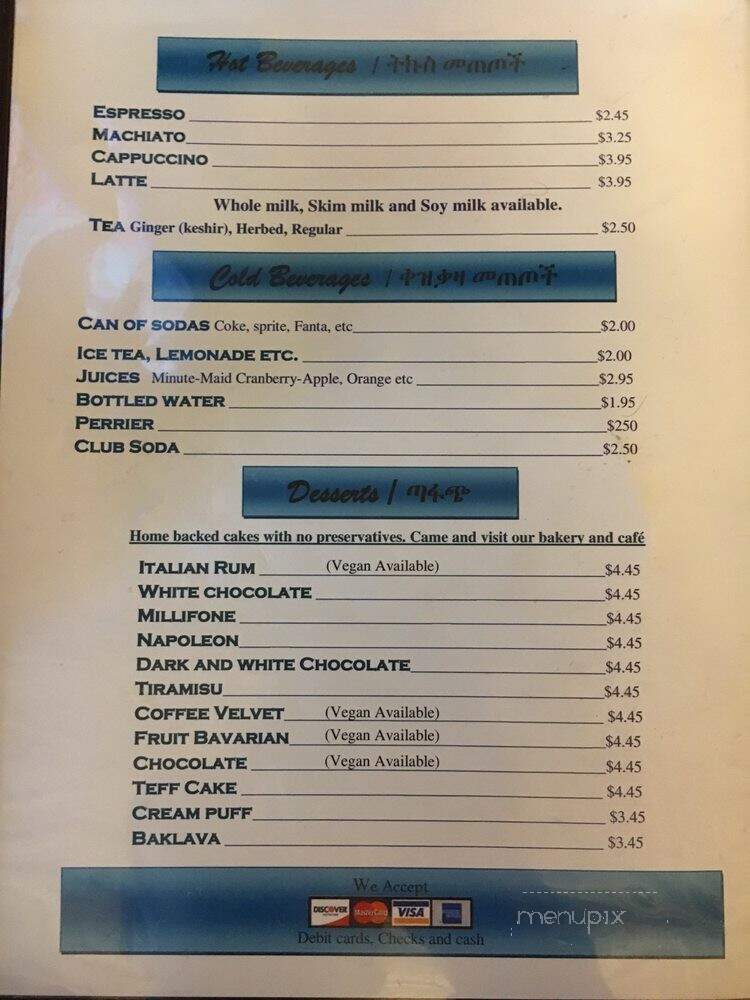 Hot Beverages / ትኩስ መጠጦች
ESPRESSO $2.45
MACHIATO $3.25
CAPPUCCINO $3.95
LATTE $3.95
Whole milk, Skim milk and Soy milk available.
TEA Ginger (keshir), Herbed, Regular $2.50
Cold Beverages / ቀዝቃዛ መጠጦች
CAN OF SODAS Coke, sprite, Fanta, etc $2.00
ICE TEA, LEMONADE ETC. $2.00
JUICES Minute-Maid Cranberry-Apple, Orange etc $2.95
BOTTLED WATER $1.95
PERRIER $250
CLUB SODA $2.50
Desserts / ጣፋጭ
Home backed cakes with no preservatives. Came and visit our bakery and café
ITALIAN RUM (Vegan Available) $4.45
WHITE CHOCOLATE $4.45
MILLIFONE $4.45
NAPOLEON $4.45
DARK AND WHITE CHOCOLATE $4.45
TIRAMISU $4.45
COFFEE VELVET (Vegan Available) $4.45
FRUIT BAVARIAN (Vegan Available) $4.45
CHOCOLATE (Vegan Available) $4.45
TEFF CAKE $4.45
CREAM PUFF $3.45
BAKLAVA $3.45
We Accept
DISCOVER MasterCard VISA
Debit cards, Checks and cash
menupix